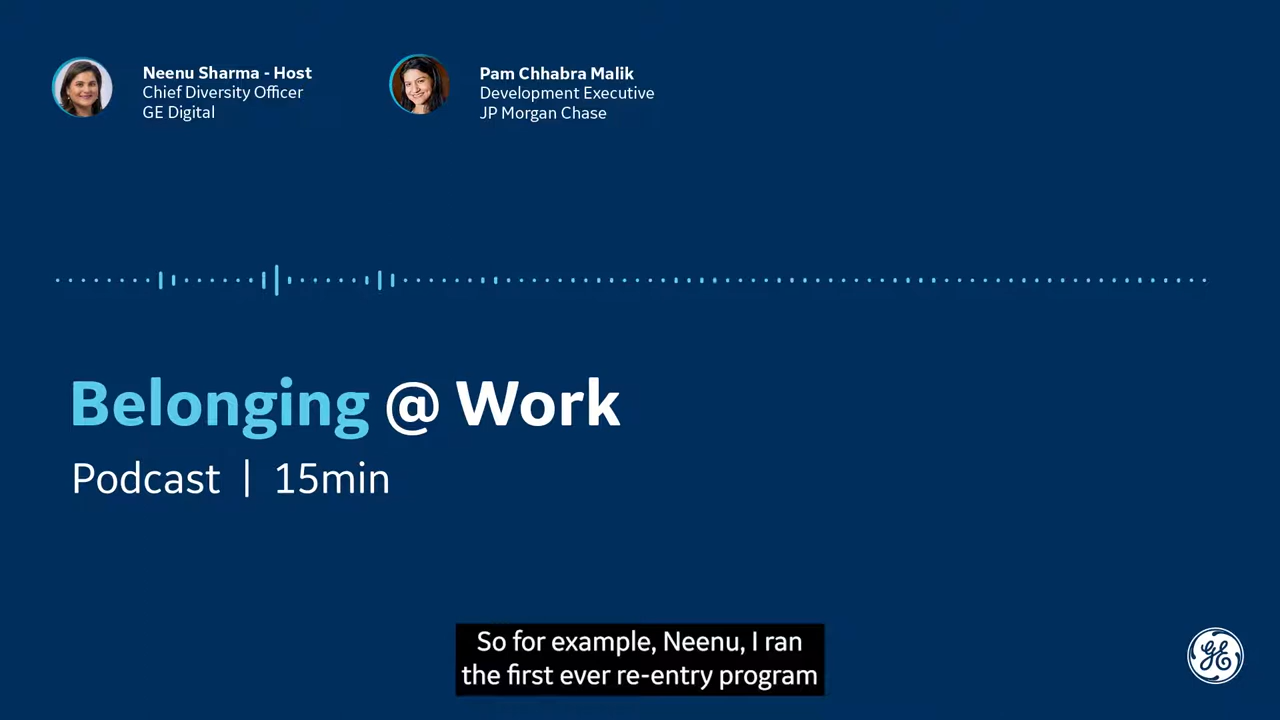 Neenu Sharma - Host
Chief Diversity Officer
GE Digital
Pam Chhabra Malik
Development Executive
JP Morgan Chase
Belonging @ Work
Podcast | 15min
So for example, Neenu, I ran
the first ever re-entry program
GE